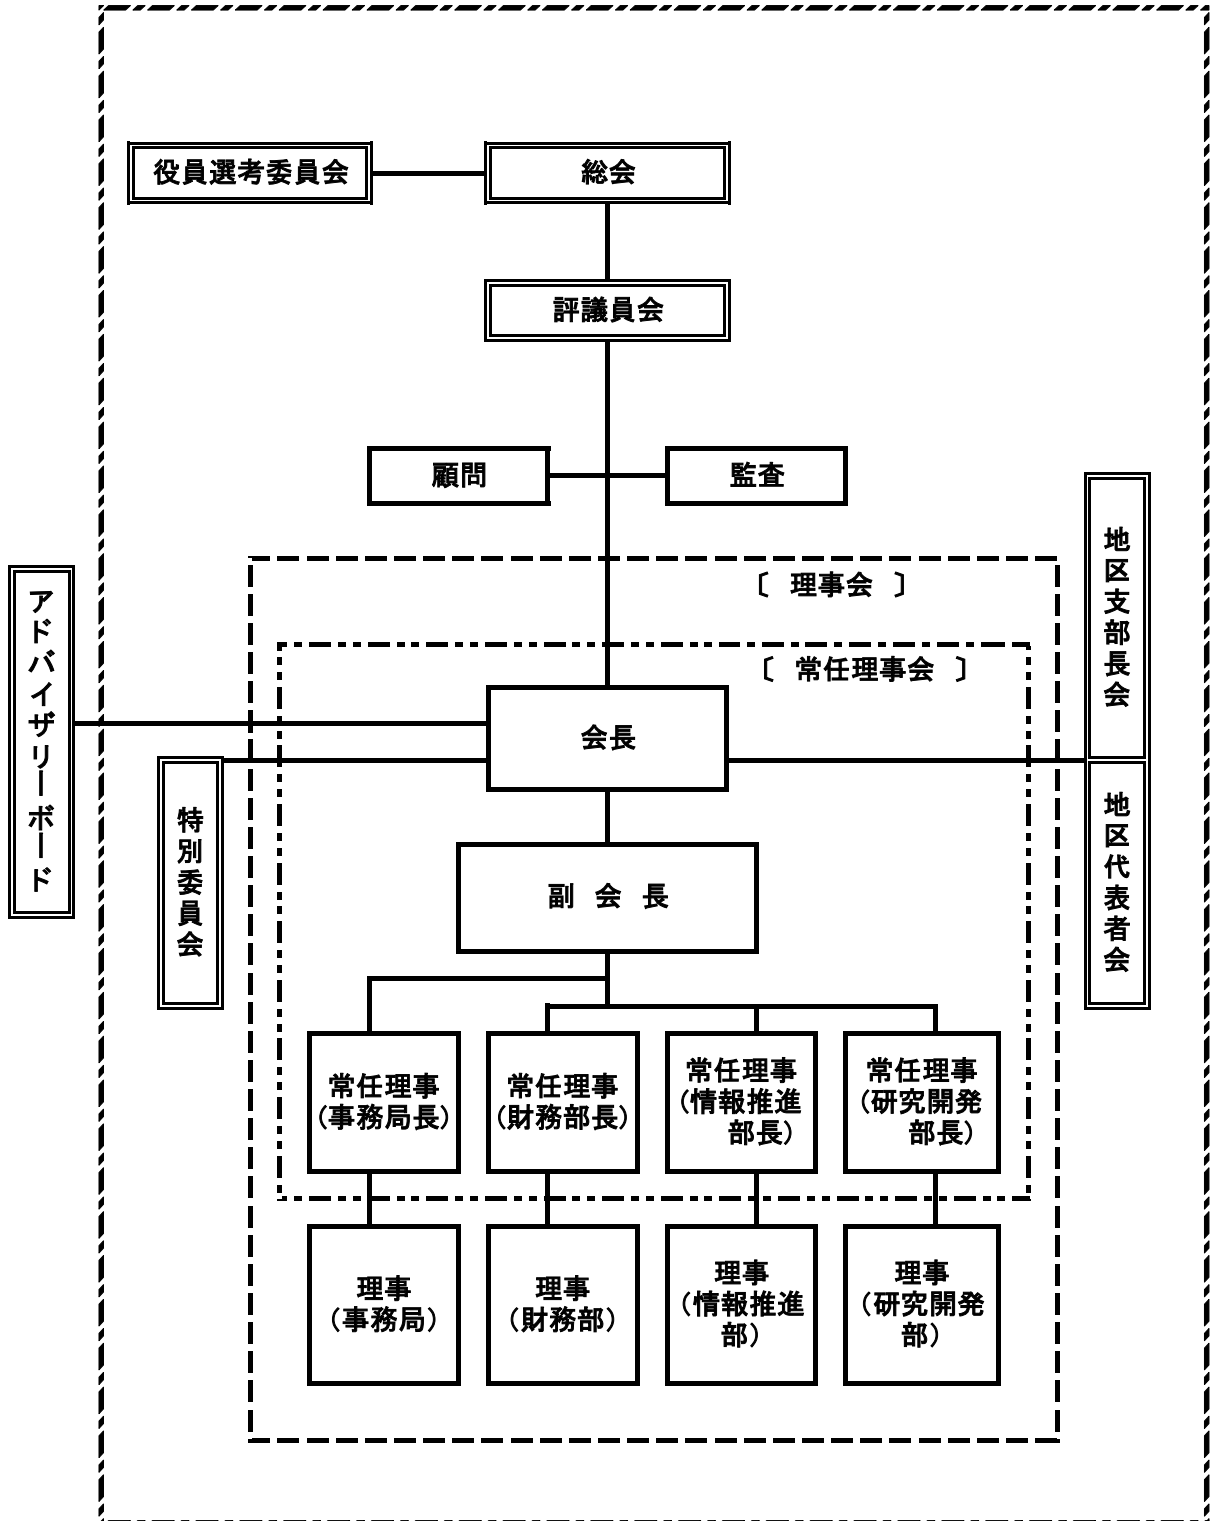 役員選考委員会
総会
評議員会
顧問
監査
〔 理事会 〕
〔 常任理事会 〕
アドバイザリーボード
会長
地区支部長会
特別委員会
地区代表者会
副 会 長
常任理事
（事務局長）
常任理事
（財務部長）
常任理事
（情報推進
部長）
常任理事
（研究開発
部長）
理事
（事務局）
理事
（財務部）
理事
（情報推進
部）
理事
（研究開発
部）